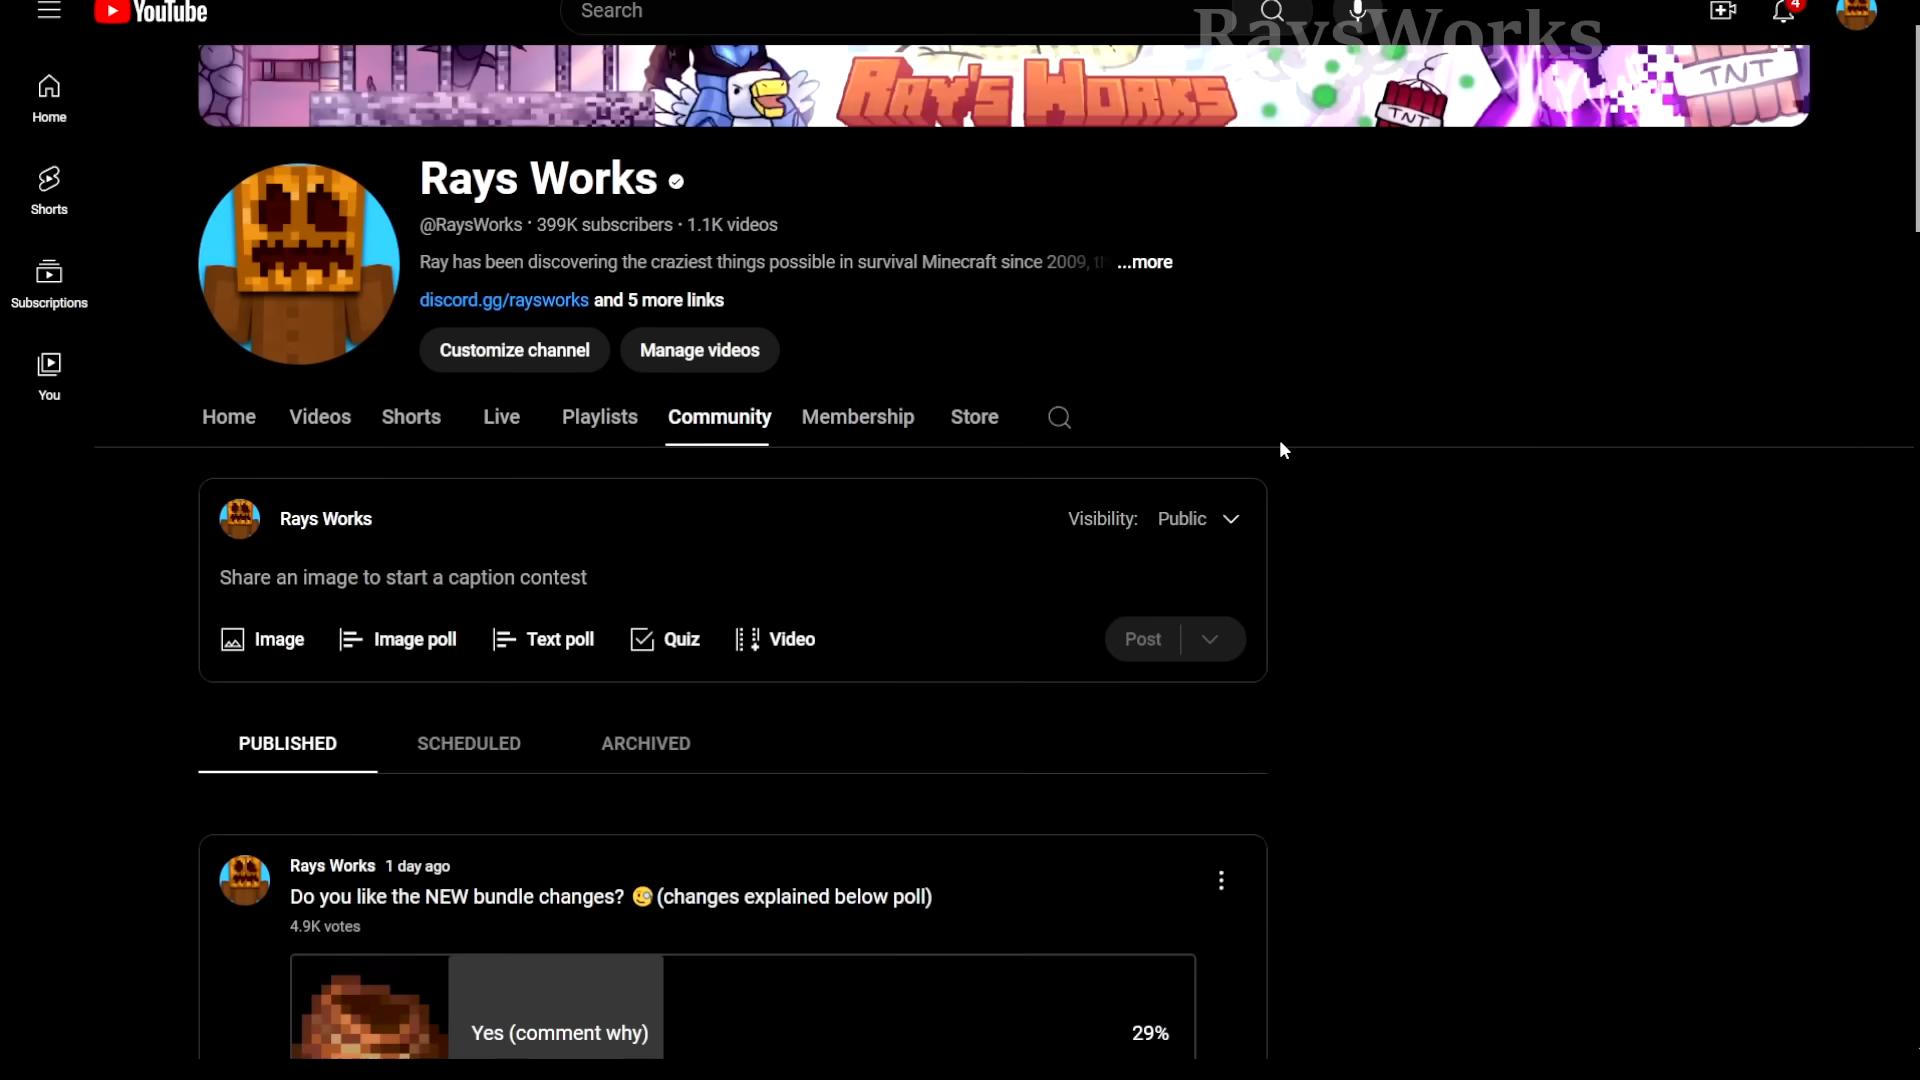 YouTube
Search
RaysWorks
4
RAY'S WORKS
TNT
TNT
Home
Shorts
Subscriptions
You
Rays Works
@RaysWorks · 399K subscribers · 1.1K videos
Ray has been discovering the craziest things possible in survival Minecraft since 2009, ...more
discord.gg/raysworks and 5 more links
Customize channel
Manage videos
Home
Videos
Shorts
Live
Playlists
Community
Membership
Store
Rays Works
Visibility: Public
Share an image to start a caption contest
Image
Image poll
Text poll
Quiz
Video
Post
PUBLISHED
SCHEDULED
ARCHIVED
Rays Works 1 day ago
Do you like the NEW bundle changes? 🧐 (changes explained below poll)
4.9K votes
Yes (comment why)
29%